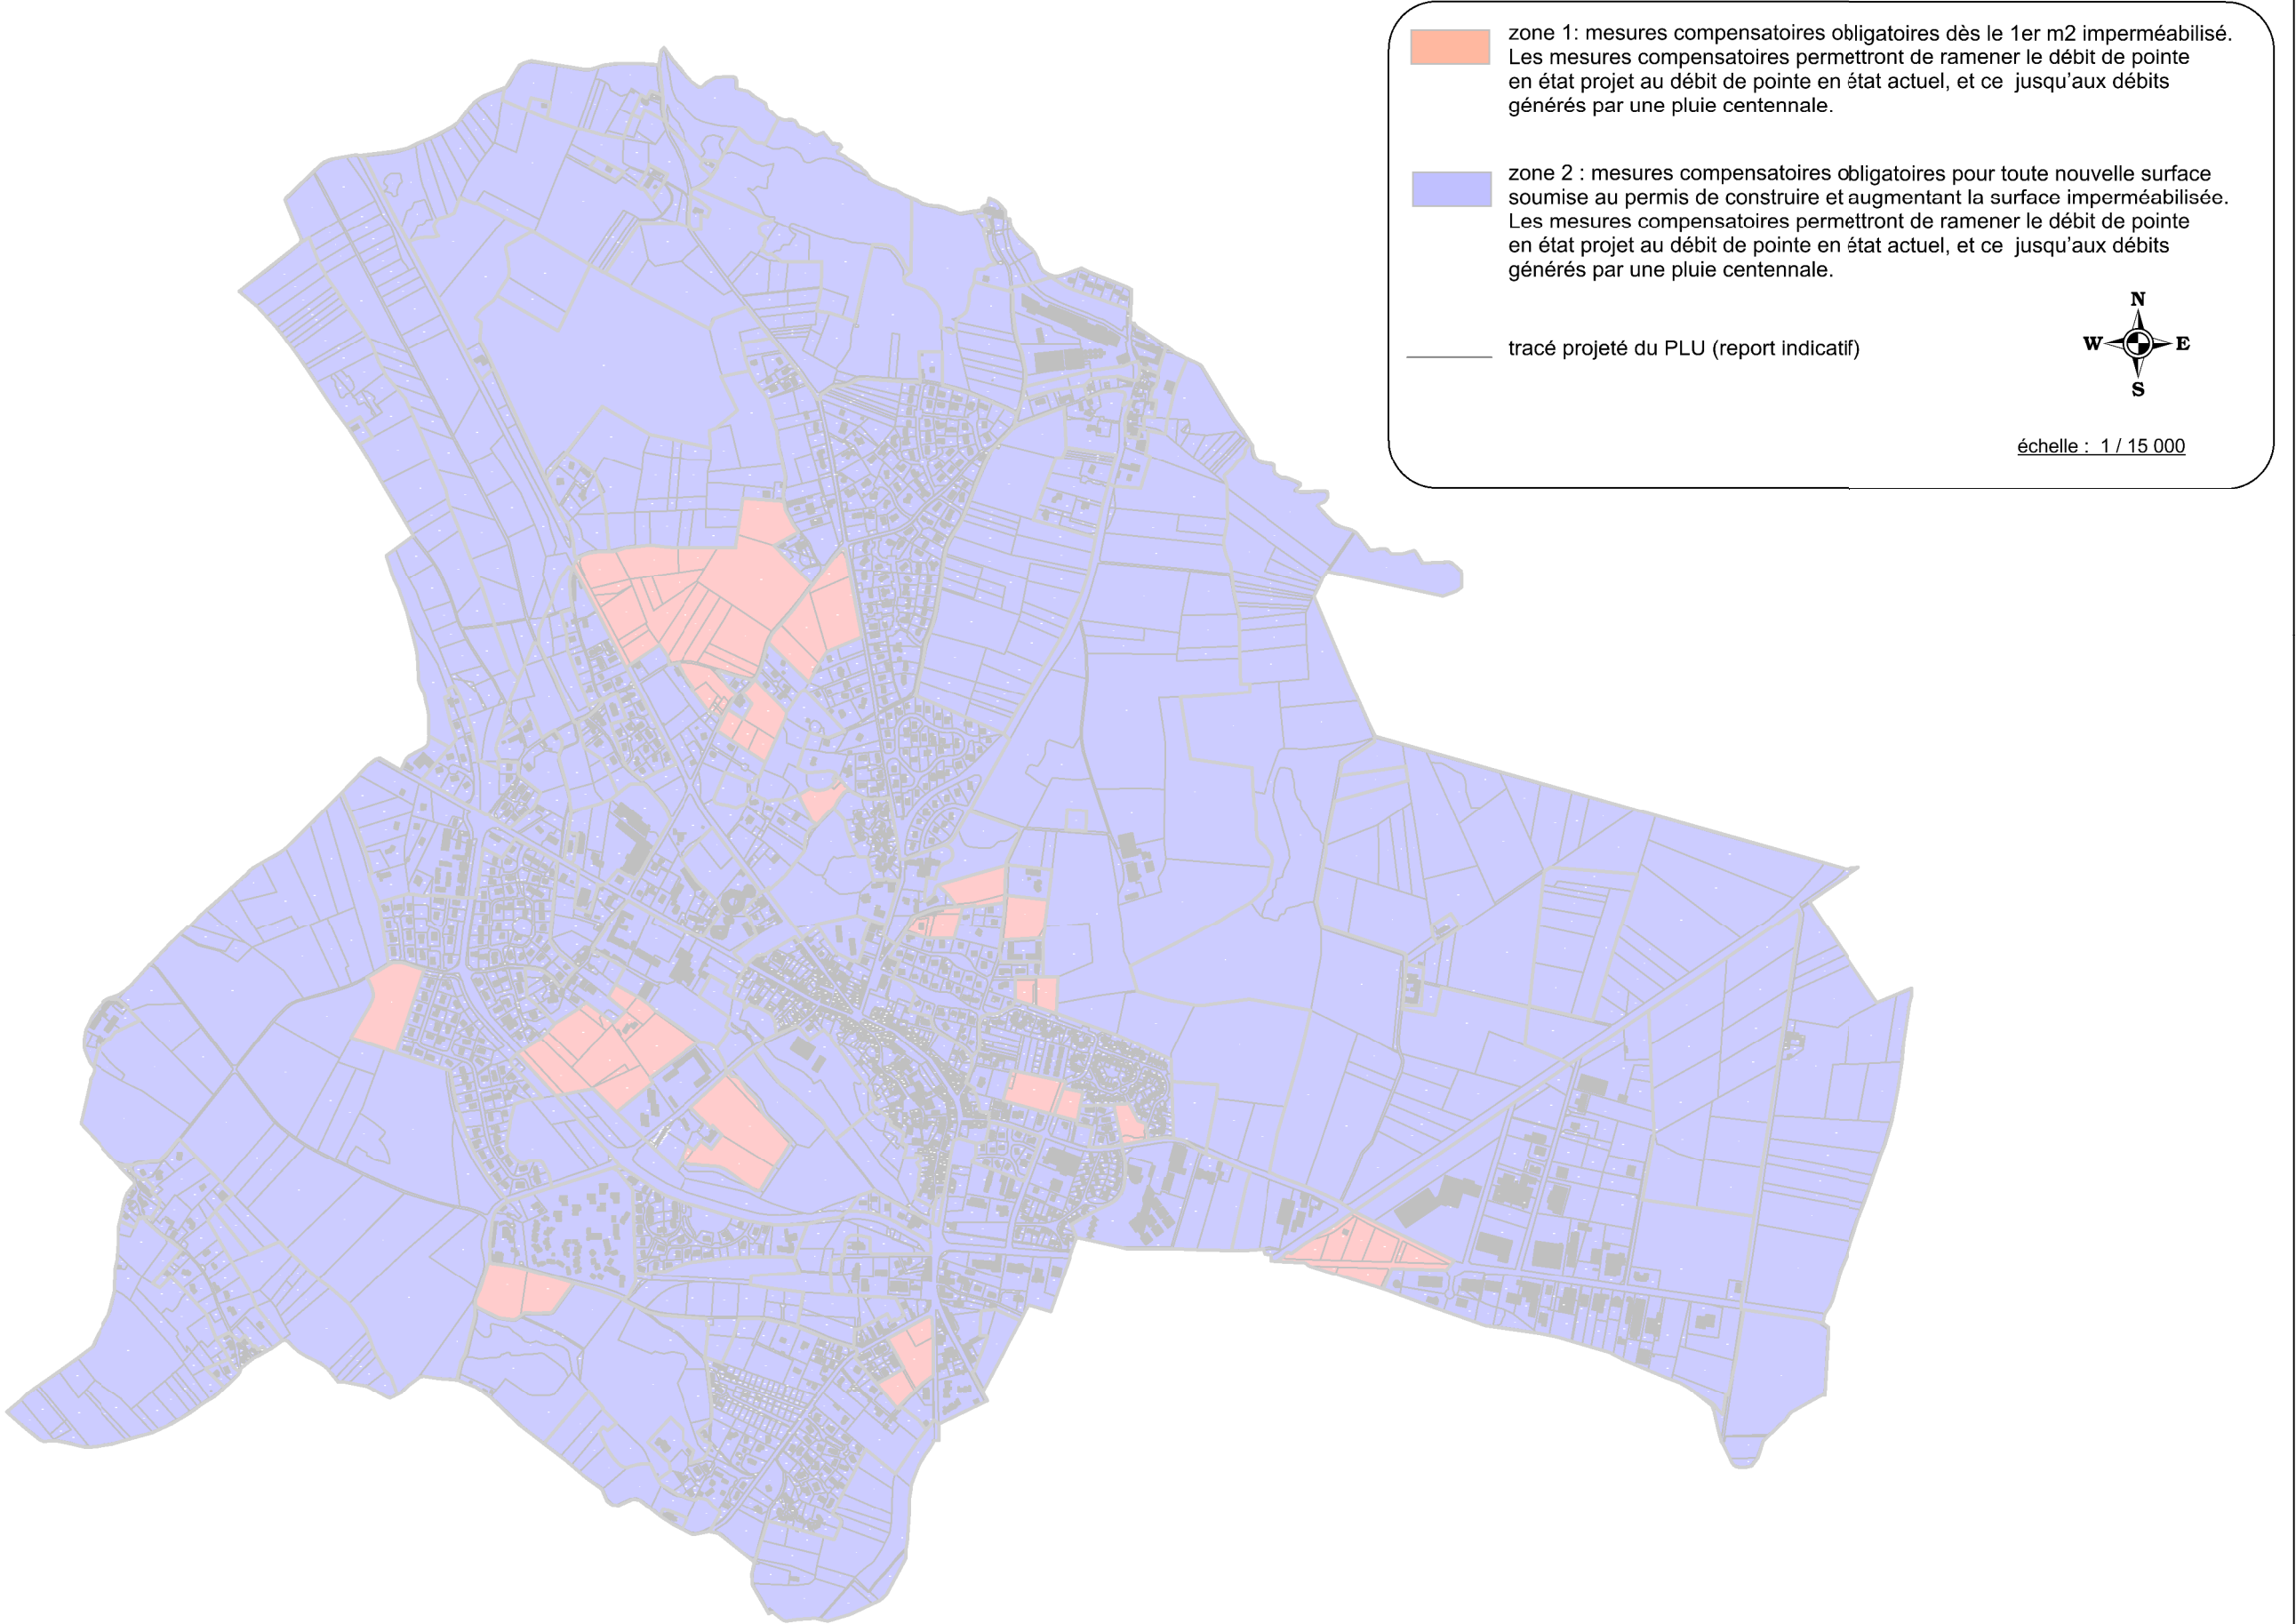 zone 1: mesures compensatoires obligatoires dès le 1er m2 imperméabilisé.
Les mesures compensatoires permettront de ramener le débit de pointe
en état projet au débit de pointe en état actuel, et ce jusqu'aux débits
générés par une pluie centennale.
zone 2 : mesures compensatoires obligatoires pour toute nouvelle surface
soumise au permis de construire et augmentant la surface imperméabilisée.
Les mesures compensatoires permettront de ramener le débit de pointe
en état projet au débit de pointe en état actuel, et ce jusqu'aux débits
générés par une pluie centennale.
N
W E
S
tracé projeté du PLU (report indicatif)
échelle : 1 / 15 000